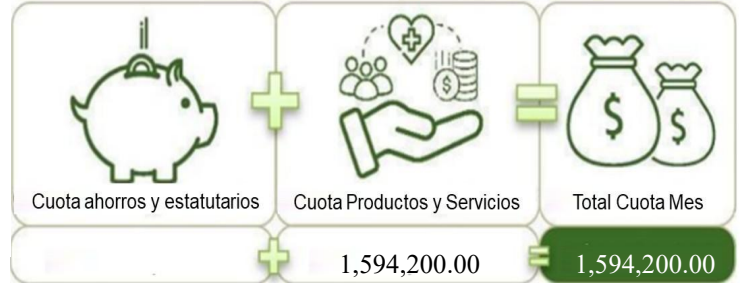 Cuota ahorros y estatutarios
Cuota Productos y Servicios
Total Cuota Mes
1,594,200.00
1,594,200.00